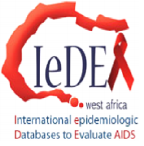 IeDEA
west africa
International epidemiologic
Databases to Evaluate AIDS